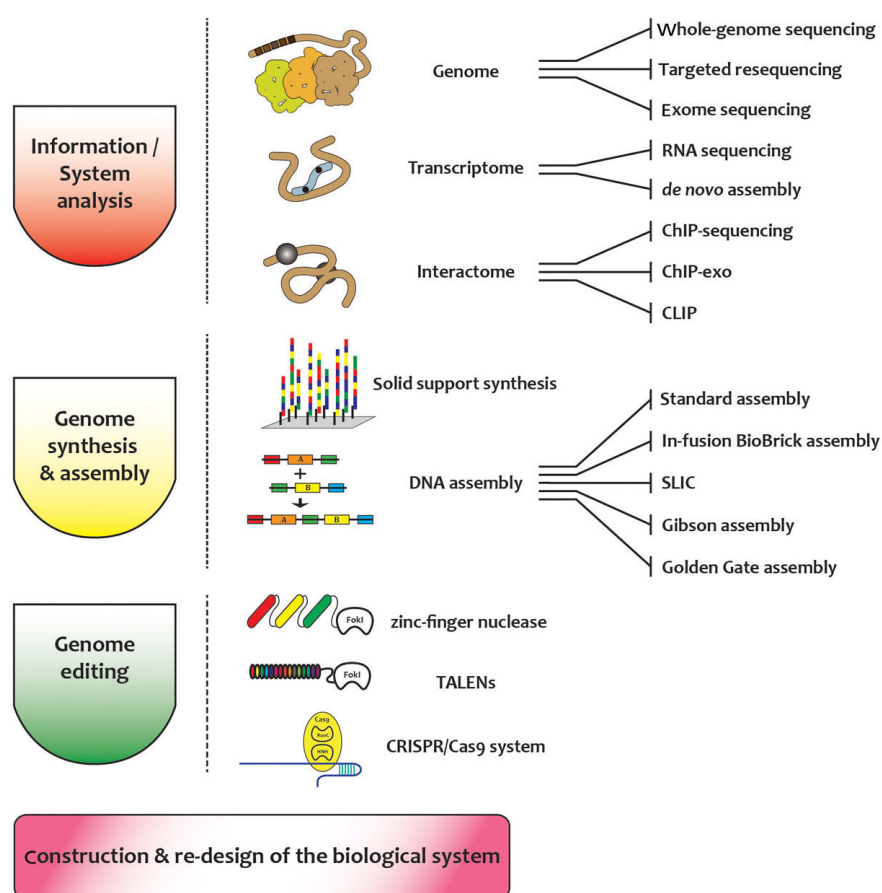 Information /
System
analysis
Genome
Whole-genome sequencing
Targeted resequencing
Exome sequencing
Transcriptome
RNA sequencing
de novo assembly
Interactome
ChIP-sequencing
ChIP-exo
CLIP
Genome
synthesis
& assembly
Solid support synthesis
A
+
B
A B
DNA assembly
Standard assembly
In-fusion BioBrick assembly
SLIC
Gibson assembly
Golden Gate assembly
Genome
editing
FokI
zinc-finger nuclease
FokI
TALENs
Cas9
RuvC
HNH
CRISPR/Cas9 system
Construction & re-design of the biological system